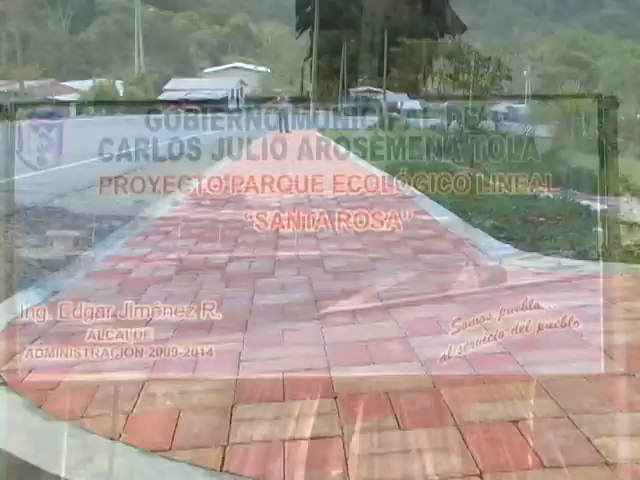 GOBIERNO MUNICIPAL DE
CARLOS JULIO AROSEMENA TOLA
PROYECTO PARQUE ECOLÓGICO LINEAL
"SANTA ROSA"
Ing. Edgar Jiménez R.
ALCALDE
ADMINISTRACION 2009-2014
Somos pueblo...
al servicio del pueblo